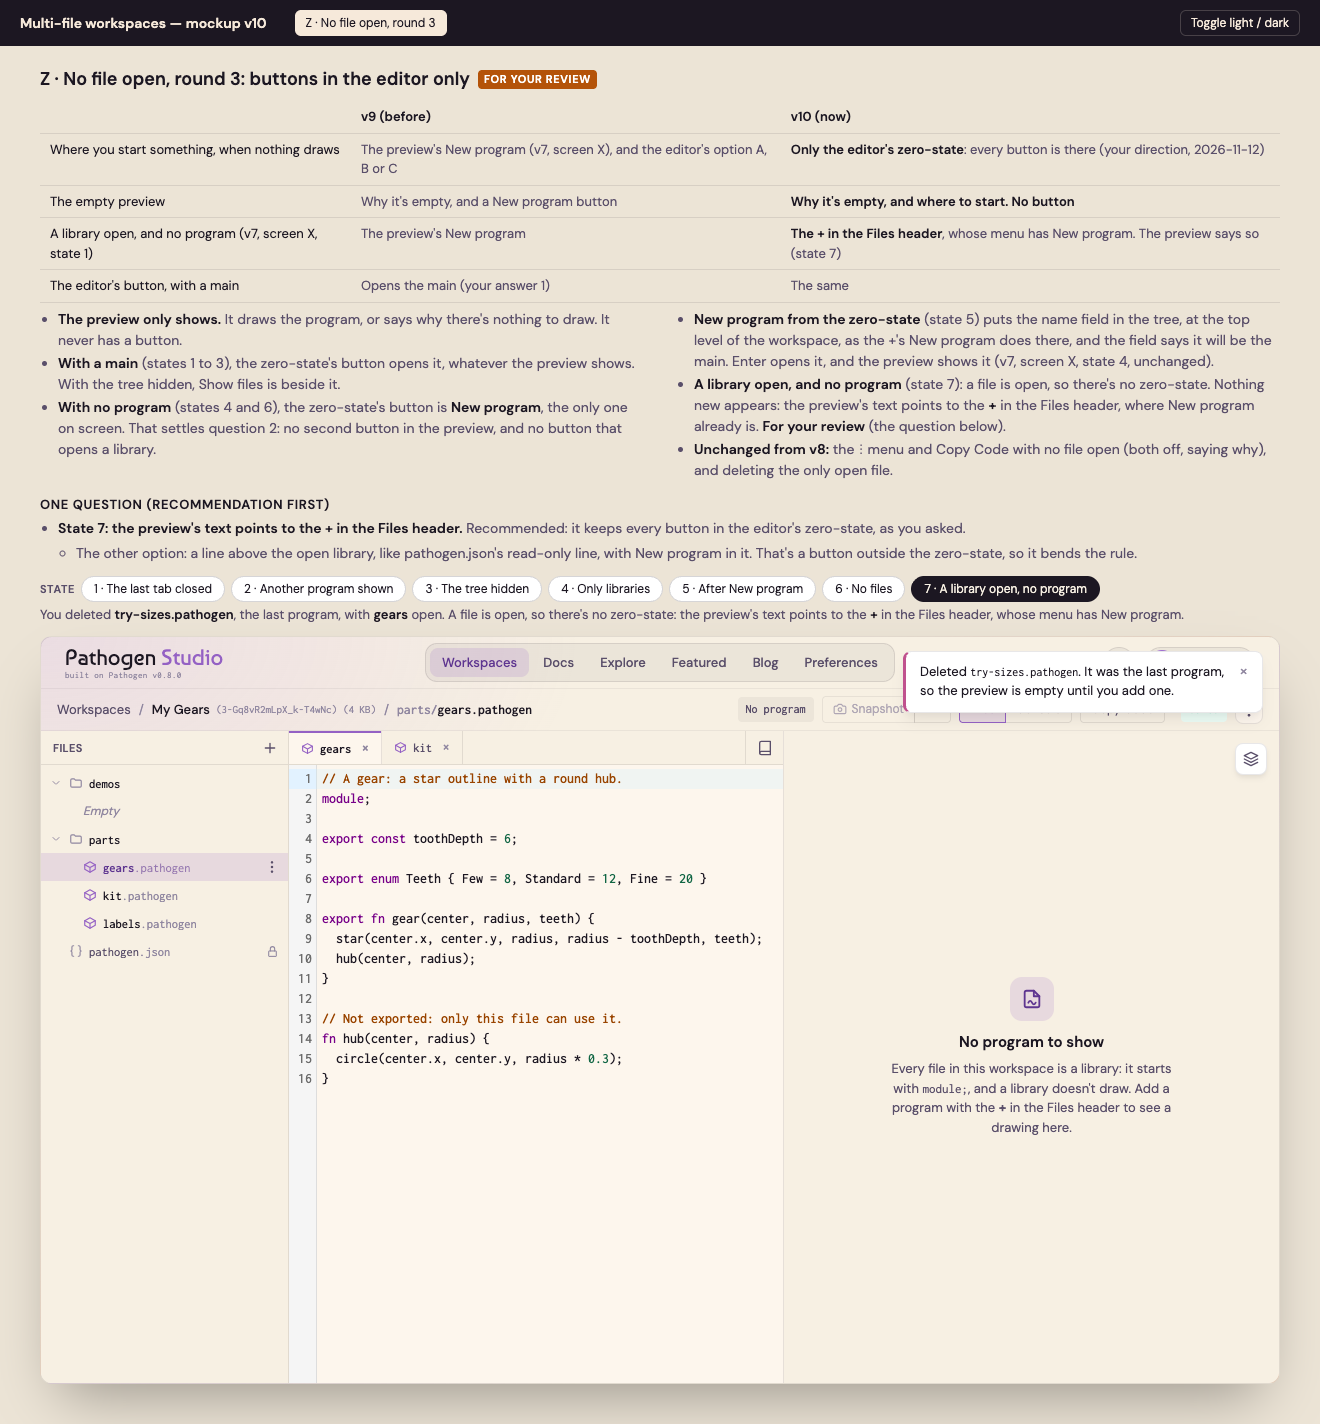 Multi-file workspaces — mockup v10
Z · No file open, round 3
Toggle light / dark
Z · No file open, round 3: buttons in the editor only
FOR YOUR REVIEW
v9 (before)
v10 (now)
Where you start something, when nothing draws
The preview's New program (v7, screen X), and the editor's option A,
B or C
Only the editor's zero-state: every button is there (your direction, 2026-11-12)
The empty preview
Why it's empty, and a New program button
Why it's empty, and where to start. No button
A library open, and no program (v7, screen X,
state 1)
The preview's New program
The + in the Files header, whose menu has New program. The preview says so
(state 7)
The editor's button, with a main
Opens the main (your answer 1)
The same
• The preview only shows. It draws the program, or says why there's nothing to draw. It
never has a button.
• With a main (states 1 to 3), the zero-state's button opens it, whatever the preview shows.
With the tree hidden, Show files is beside it.
• With no program (states 4 and 6), the zero-state's button is New program, the only one
on screen. That settles question 2: no second button in the preview, and no button that
opens a library.
• New program from the zero-state (state 5) puts the name field in the tree, at the top
level of the workspace, as the +'s New program does there, and the field says it will be the
main. Enter opens it, and the preview shows it (v7, screen X, state 4, unchanged).
• A library open, and no program (state 7): a file is open, so there's no zero-state. Nothing
new appears: the preview's text points to the + in the Files header, where New program
already is. For your review (the question below).
• Unchanged from v8: the ⋮ menu and Copy Code with no file open (both off, saying why),
and deleting the only open file.
ONE QUESTION (RECOMMENDATION FIRST)
• State 7: the preview's text points to the + in the Files header. Recommended: it keeps every button in the editor's zero-state, as you asked.
◦ The other option: a line above the open library, like pathogen.json's read-only line, with New program in it. That's a button outside the zero-state, so it bends the rule.
STATE
1 · The last tab closed
2 · Another program shown
3 · The tree hidden
4 · Only libraries
5 · After New program
6 · No files
7 · A library open, no program
You deleted try-sizes.pathogen, the last program, with gears open. A file is open, so there's no zero-state: the preview's text points to the + in the Files header, whose menu has New program.
Pathogen Studio
built on Pathogen v0.8.0
Workspaces
Docs
Explore
Featured
Blog
Preferences
Deleted try-sizes.pathogen. It was the last program,
so the preview is empty until you add one.
×
Workspaces / My Gears (3-Gq8vR2mLpX_k-T4wNc) (4 KB) / parts/gears.pathogen
No program
Snapshot
FILES
+
gears ×
kit ×
demos
Empty
parts
gears.pathogen
kit.pathogen
labels.pathogen
{} pathogen.json
1 // A gear: a star outline with a round hub.
2 module;
3
4 export const toothDepth = 6;
5
6 export enum Teeth { Few = 8, Standard = 12, Fine = 20 }
7
8 export fn gear(center, radius, teeth) {
9 star(center.x, center.y, radius, radius - toothDepth, teeth);
10 hub(center, radius);
11 }
12
13 // Not exported: only this file can use it.
14 fn hub(center, radius) {
15 circle(center.x, center.y, radius * 0.3);
16 }
No program to show
Every file in this workspace is a library: it starts
with module;, and a library doesn't draw. Add a
program with the + in the Files header to see a
drawing here.